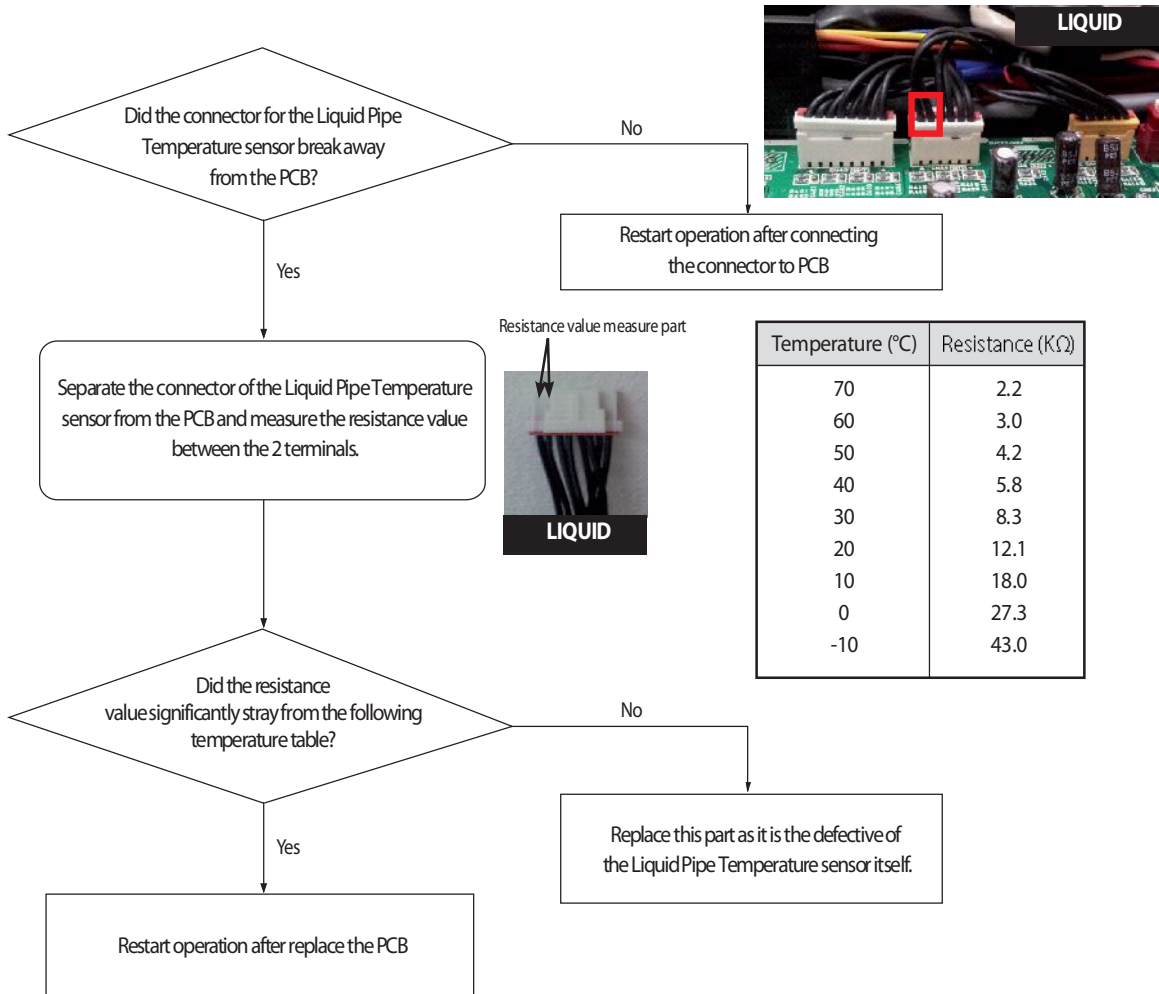 LIQUID
Did the connector for the Liquid Pipe
Temperature sensor break away
from the PCB?
No
Restart operation after connecting
the connector to PCB
Yes
Resistance value measure part
Separate the connector of the Liquid Pipe Temperature
sensor from the PCB and measure the resistance value
between the 2 terminals.
LIQUID
Temperature (°C) Resistance (KΩ)
70 2.2
60 3.0
50 4.2
40 5.8
30 8.3
20 12.1
10 18.0
0 27.3
-10 43.0
Did the resistance
value significantly stray from the following
temperature table?
No
Replace this part as it is the defective of
the Liquid Pipe Temperature sensor itself.
Yes
Restart operation after replace the PCB